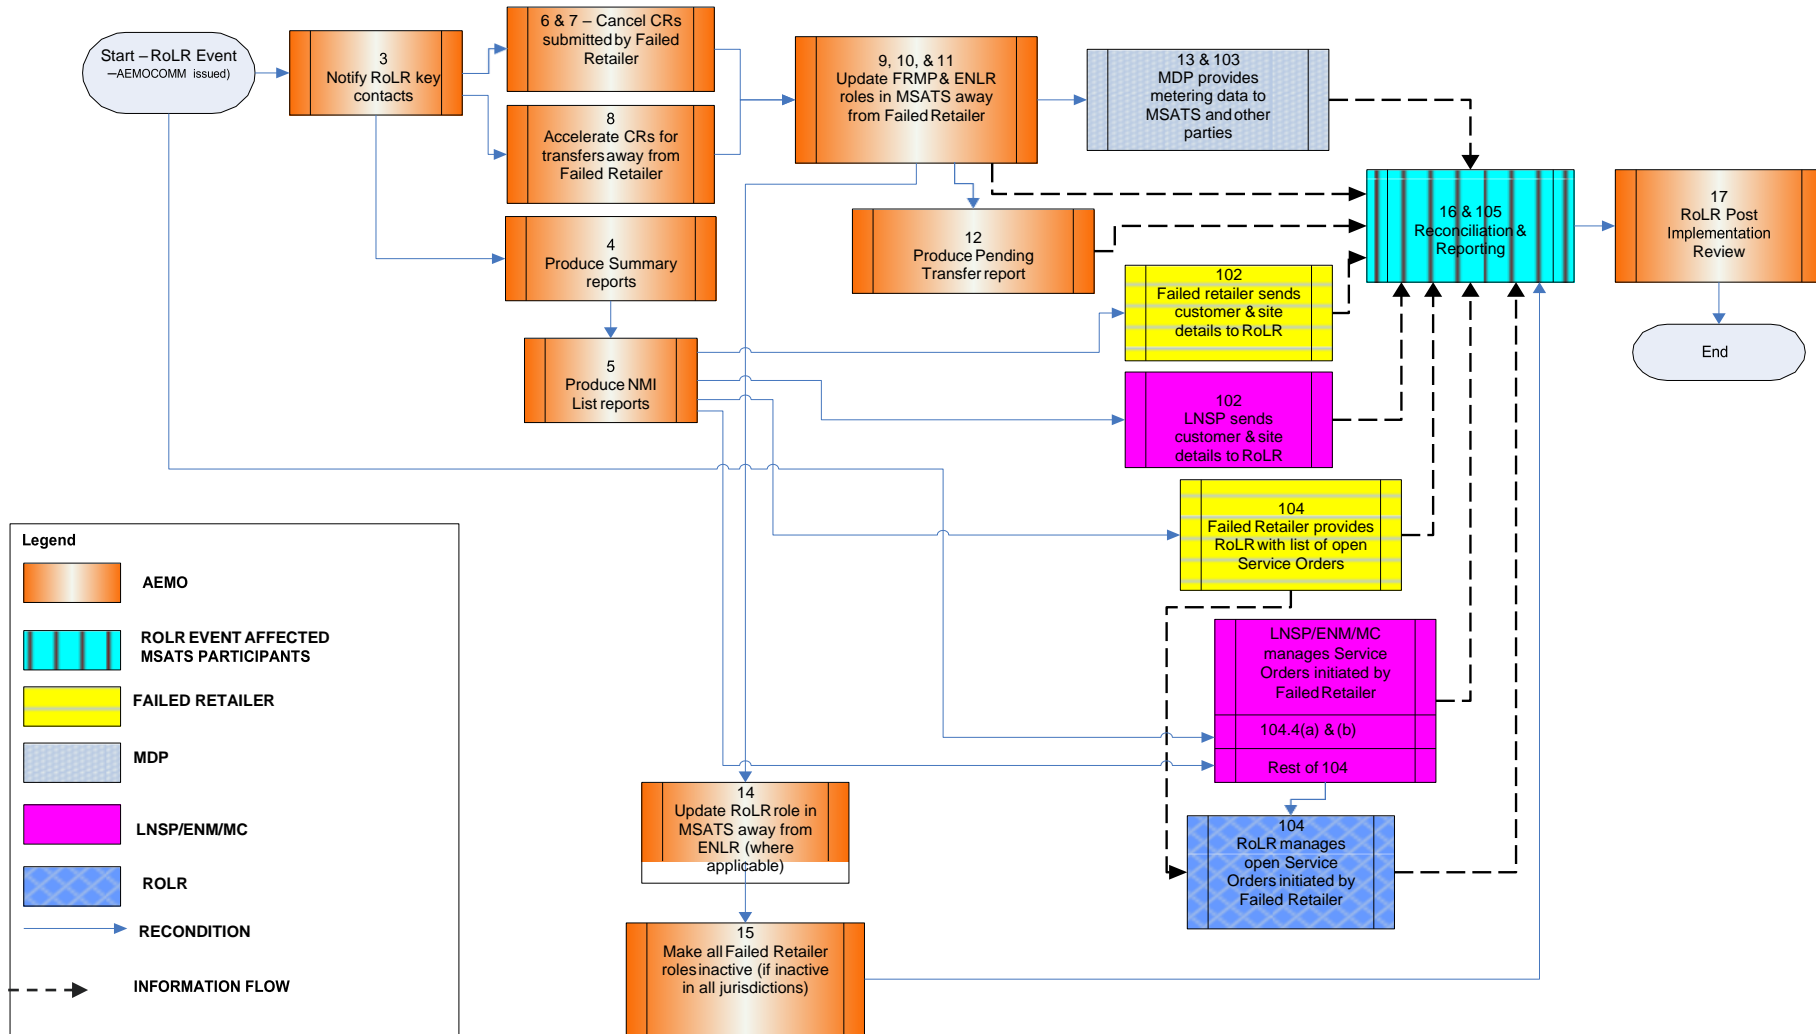 Start – RoLR Event
–AEMOCOMM issued)
3
Notify RoLR key
contacts
6 & 7 – Cancel CRs
submitted by Failed
Retailer
8
Accelerate CRs for
transfers away from
Failed Retailer
4
Produce Summary
reports
5
Produce NMI
List reports
9, 10, & 11
Update FRMP & ENLR
roles in MSATS away
from Failed Retailer
12
Produce Pending
Transfer report
13 & 103
MDP provides
metering data to
MSATS and other
parties
16 & 105
Reconciliation &
Reporting
17
RoLR Post
Implementation
Review
End
102
Failed retailer sends
customer & site
details to RoLR
102
LNSP sends
customer & site
details to RoLR
104
Failed Retailer provides
RoLR with list of open
Service Orders
LNSP/ENM/MC
manages Service
Orders initiated by
Failed Retailer
104.4(a) & (b)
Rest of 104
104
RoLR manages
open Service
Orders initiated by
Failed Retailer
14
Update RoLR role in
MSATS away from
ENLR (where
applicable)
15
Make all Failed Retailer
roles inactive (if inactive
in all jurisdictions)
Legend
AEMO
ROLR EVENT AFFECTED
MSATS PARTICIPANTS
FAILED RETAILER
MDP
LNSP/ENM/MC
ROLR
RECONDITION
INFORMATION FLOW